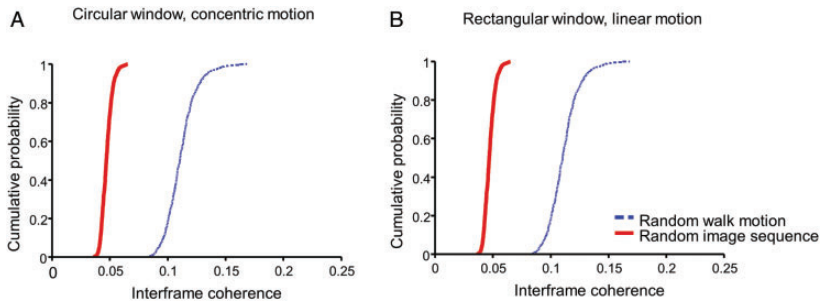 A
Circular window, concentric motion
Cumulative probability
1
0.8
0.6
0.4
0.2
0
0
0.05
0.1
0.15
0.2
0.25
Interframe coherence
B
Rectangular window, linear motion
Cumulative probability
1
0.8
0.6
0.4
0.2
0
0
0.05
0.1
0.15
0.2
0.25
Interframe coherence
Random walk motion
Random image sequence